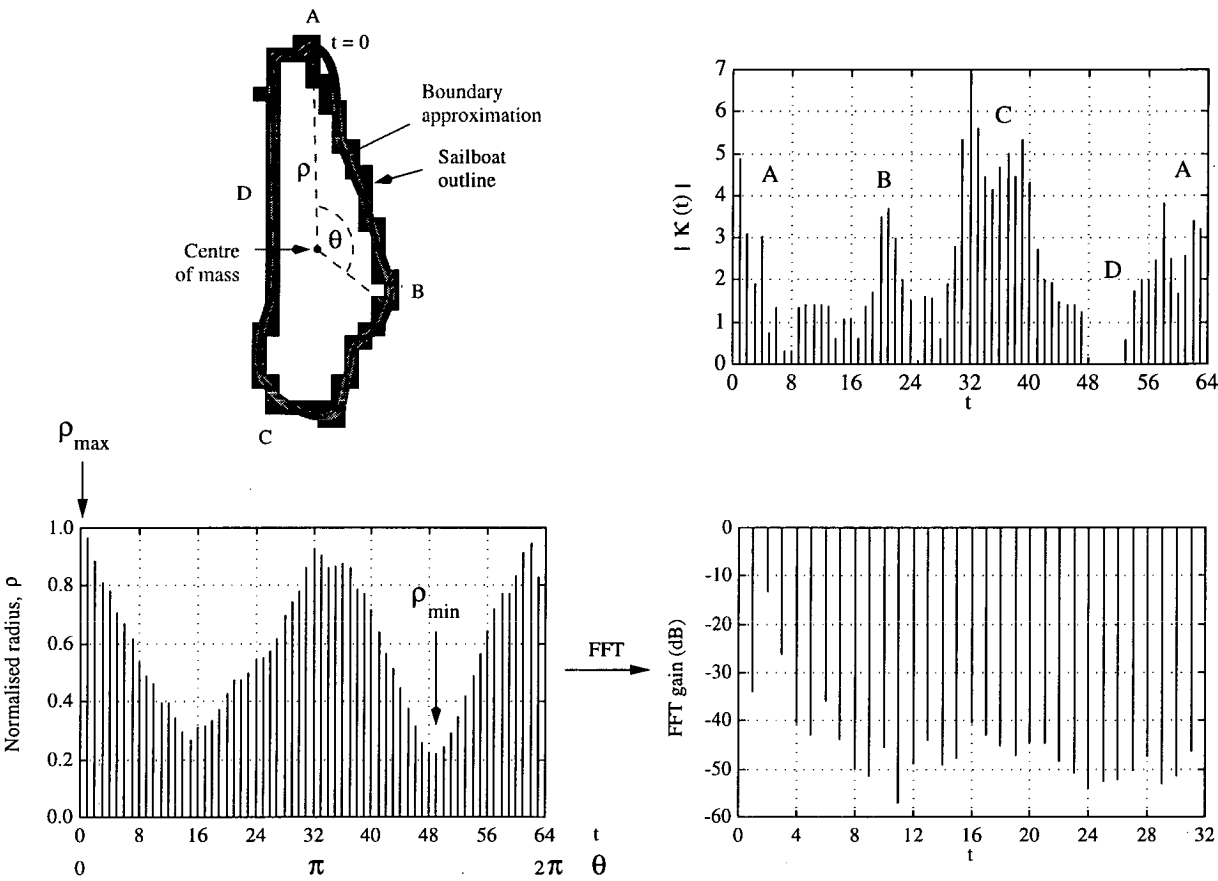 A
t = 0
Boundary
approximation
Sailboat
outline
ρ
D
θ
Centre
of mass
B
C
7
6
5
4
3
2
1
0
| κ (t) |
A
B
C
D
A
0 8 16 24 32 40 48 56 64
t
ρmax
1.0
0.8
0.6
0.4
0.2
0.0
Normalised radius, ρ
ρmin
0 8 16 24 32 40 48 56 64 t
0 π 2π θ
FFT
0
-10
-20
-30
-40
-50
-60
FFT gain (dB)
0 4 8 12 16 20 24 28 32
t